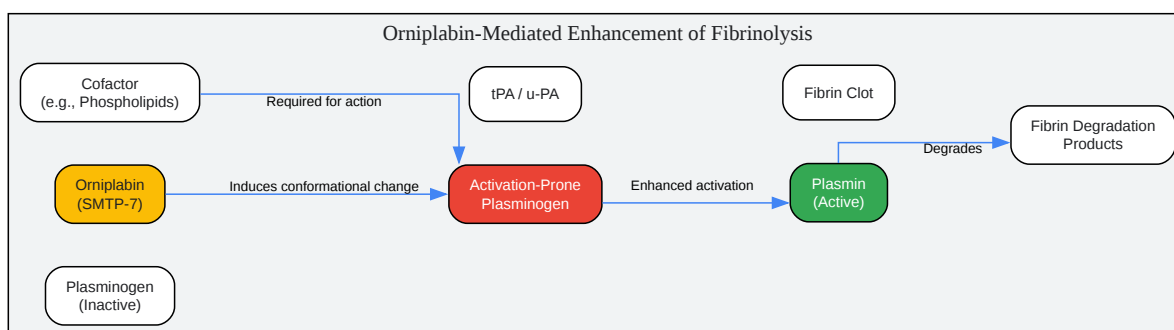 Orniplabin-Mediated Enhancement of Fibrinolysis
Cofactor
(e.g., Phospholipids)
Required for action
tPA / u-PA
Fibrin Clot
Fibrin Degradation
Products
Degrades
Orniplabin
(SMTP-7)
Induces conformational change
Activation-Prone
Plasminogen
Enhanced activation
Plasmin
(Active)
Plasminogen
(Inactive)